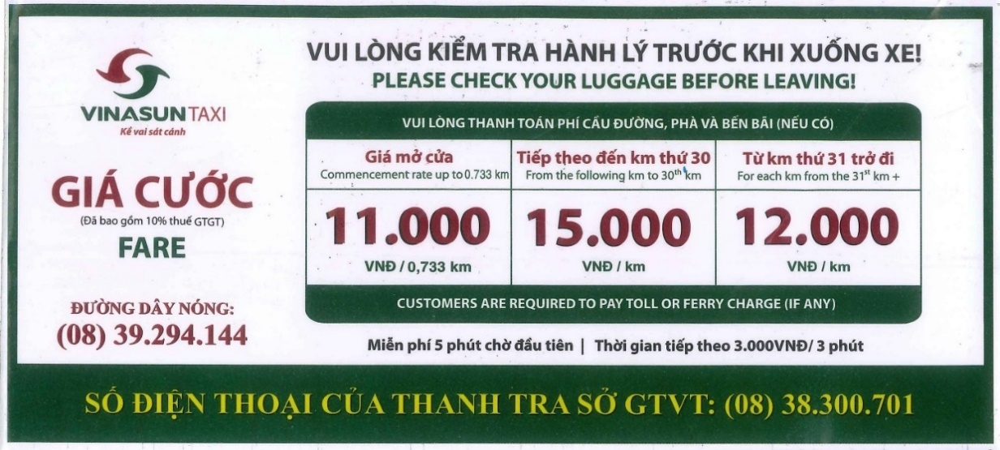 VINASUN TAXI
Kề vai sát cánh
GIÁ CƯỚC
(Đã bao gồm 10% thuế GTGT)
FARE
ĐƯỜNG DÂY NÓNG:
(08) 39.294.144
VUI LÒNG KIỂM TRA HÀNH LÝ TRƯỚC KHI XUỐNG XE!
PLEASE CHECK YOUR LUGGAGE BEFORE LEAVING!
VUI LÒNG THANH TOÁN PHÍ CẦU ĐƯỜNG, PHÀ VÀ BẾN BÃI (NẾU CÓ)
Giá mở cửa
Commencement rate up to 0.733 km
11.000
VNĐ / 0,733 km
Tiếp theo đến km thứ 30
From the following km to 30th km
15.000
VNĐ / km
Từ km thứ 31 trở đi
For each km from the 31st km +
12.000
VNĐ / km
CUSTOMERS ARE REQUIRED TO PAY TOLL OR FERRY CHARGE (IF ANY)
Miễn phí 5 phút chờ đầu tiên | Thời gian tiếp theo 3.000VNĐ/ 3 phút
SỐ ĐIỆN THOẠI CỦA THANH TRA SỞ GTVT: (08) 38.300.701